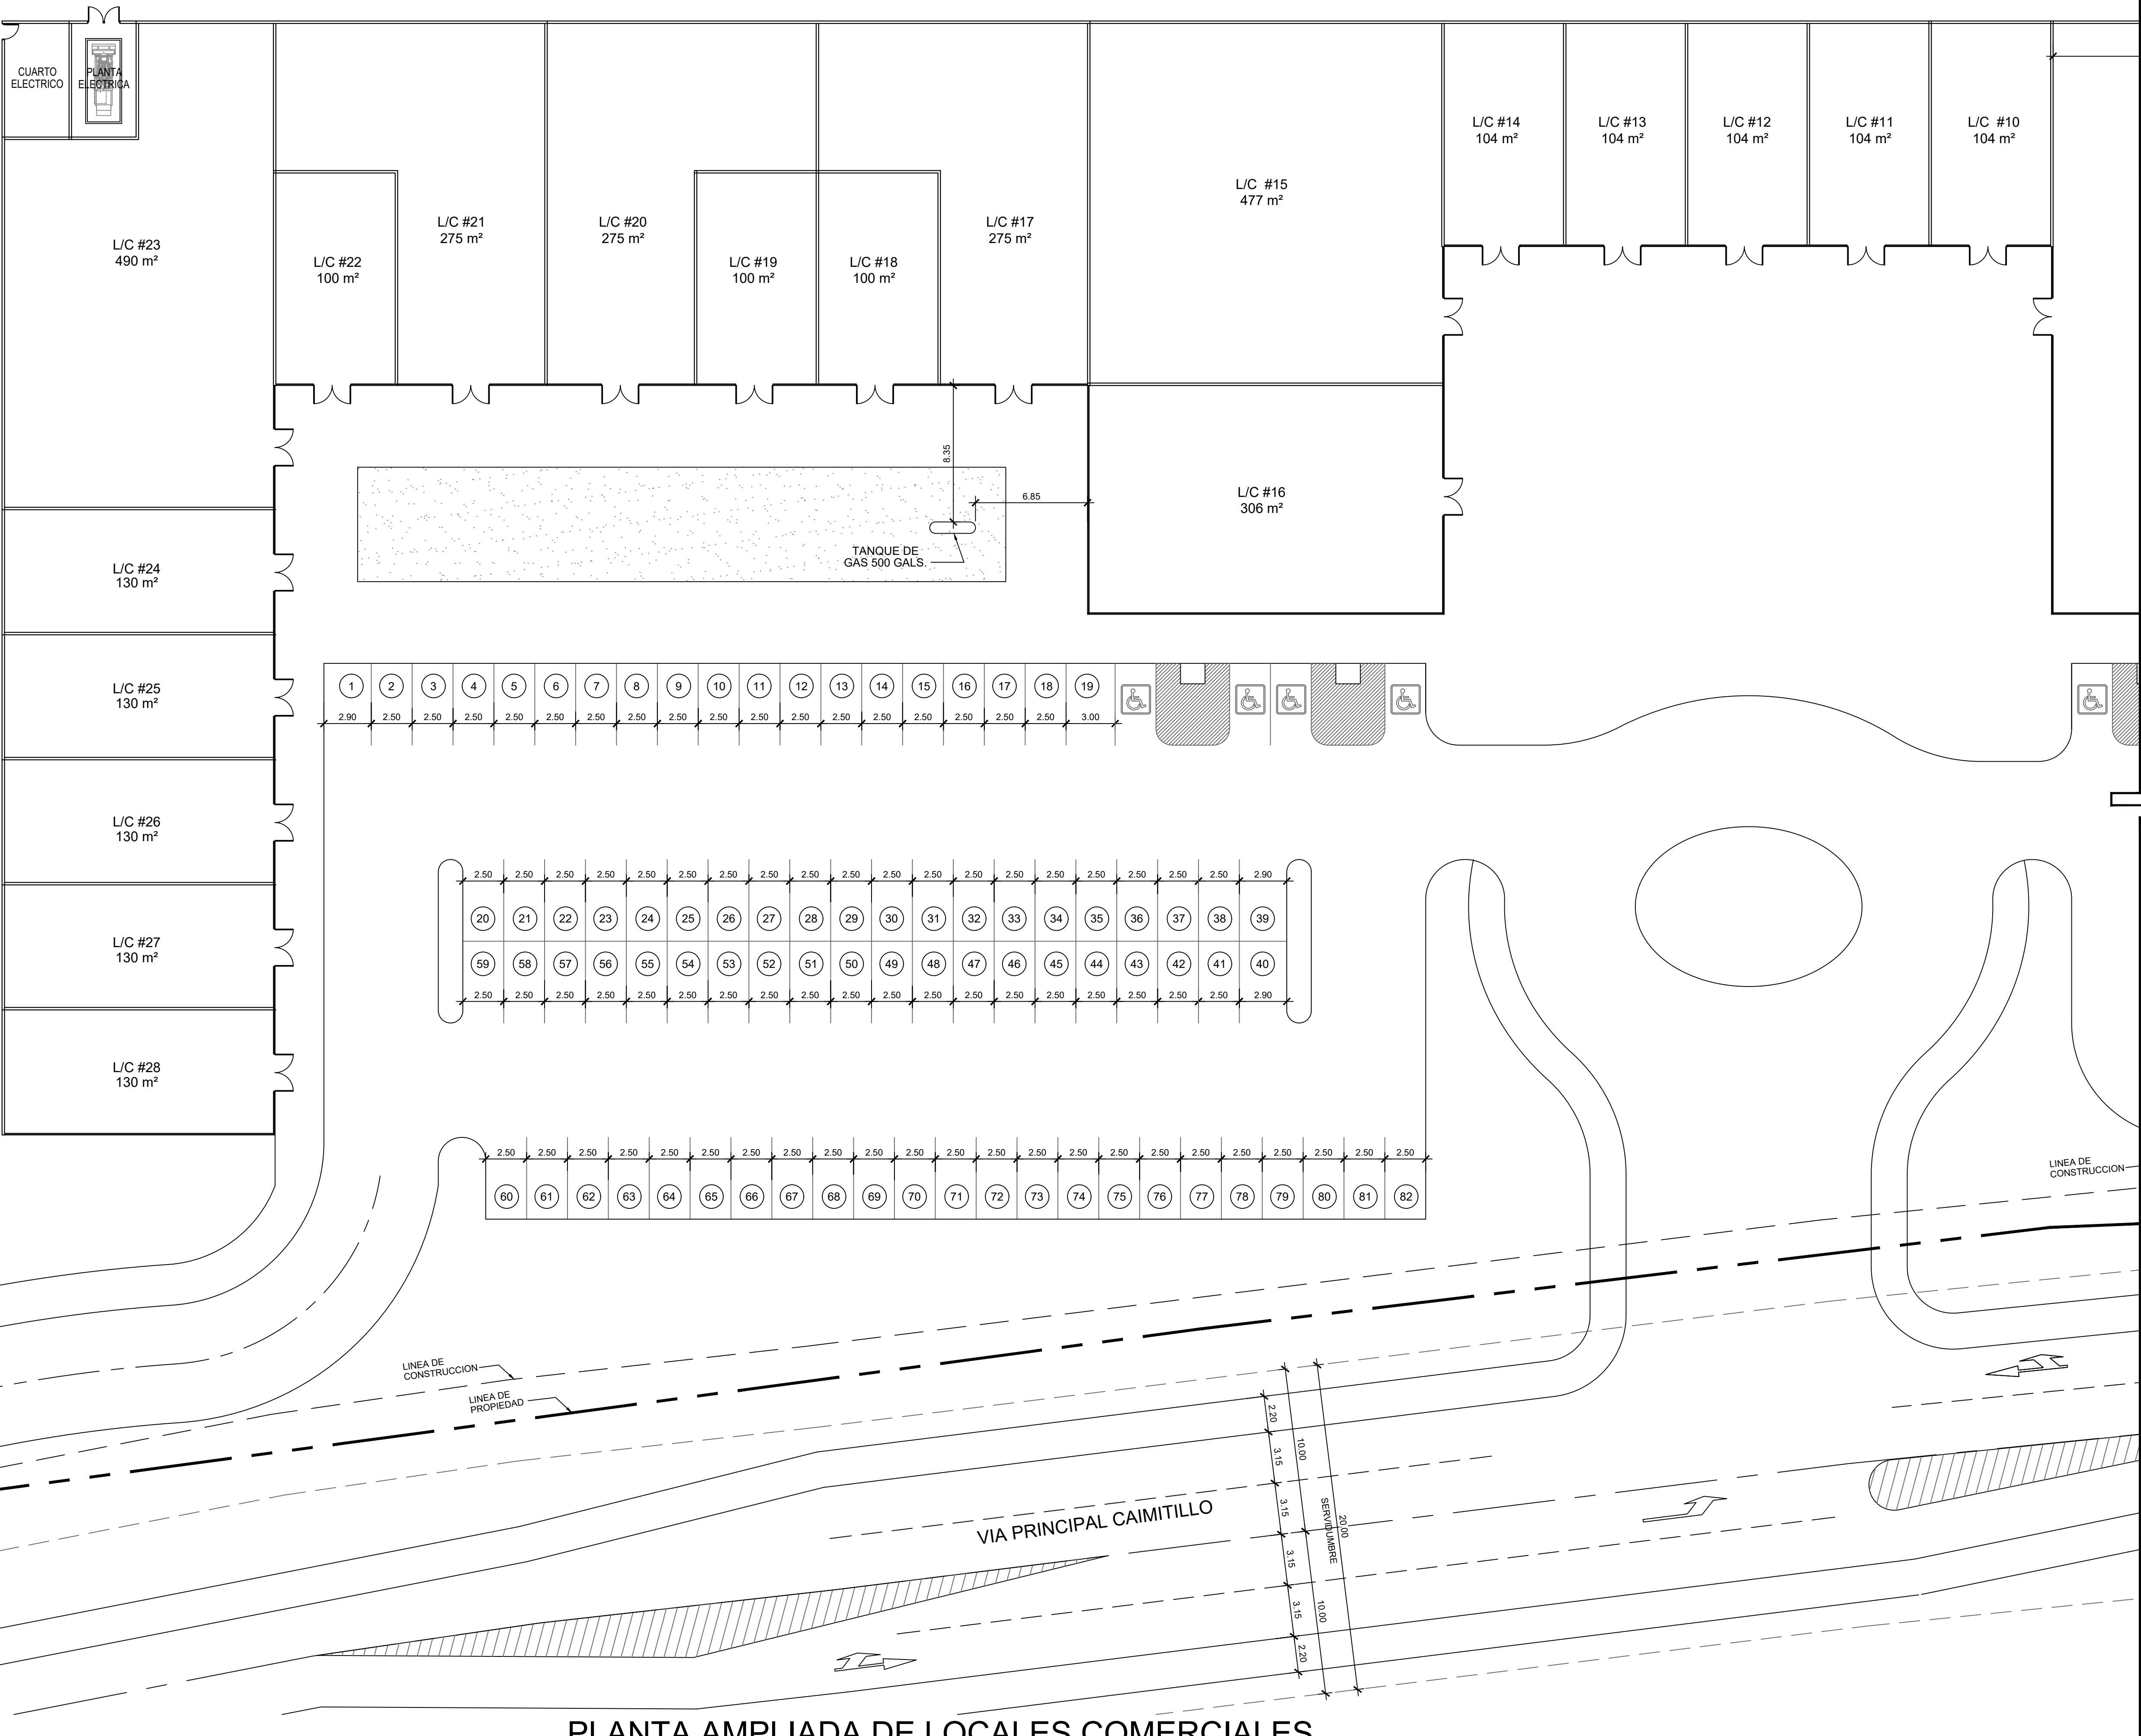 CUARTO
ELECTRICO
PLANTA
ELECTRICA
L/C #14
104 m²
L/C #13
104 m²
L/C #12
104 m²
L/C #11
104 m²
L/C #10
104 m²
L/C #15
477 m²
L/C #23
490 m²
L/C #21
275 m²
L/C #20
275 m²
L/C #17
275 m²
L/C #22
100 m²
L/C #19
100 m²
L/C #18
100 m²
8.35
6.85
TANQUE DE
GAS 500 GALS.
L/C #16
306 m²
L/C #24
130 m²
L/C #25
130 m²
L/C #26
130 m²
L/C #27
130 m²
L/C #28
130 m²
1 2 3 4 5 6 7 8 9 10 11 12 13 14 15 16 17 18 19
2.90 2.50 2.50 2.50 2.50 2.50 2.50 2.50 2.50 2.50 2.50 2.50 2.50 2.50 2.50 2.50 2.50 2.50 3.00
2.50 2.50 2.50 2.50 2.50 2.50 2.50 2.50 2.50 2.50 2.50 2.50 2.50 2.50 2.50 2.50 2.50 2.50 2.50 2.90
20 21 22 23 24 25 26 27 28 29 30 31 32 33 34 35 36 37 38 39
59 58 57 56 55 54 53 52 51 50 49 48 47 46 45 44 43 42 41 40
2.50 2.50 2.50 2.50 2.50 2.50 2.50 2.50 2.50 2.50 2.50 2.50 2.50 2.50 2.50 2.50 2.50 2.50 2.50 2.90
2.50 2.50 2.50 2.50 2.50 2.50 2.50 2.50 2.50 2.50 2.50 2.50 2.50 2.50 2.50 2.50 2.50 2.50 2.50 2.50 2.50 2.50 2.50
60 61 62 63 64 65 66 67 68 69 70 71 72 73 74 75 76 77 78 79 80 81 82
LINEA DE
CONSTRUCCION
LINEA DE
CONSTRUCCION
LINEA DE
PROPIEDAD
2.20
3.15
3.15
3.15
3.15
2.20
10.00
10.00
20.00
SERVIDUMBRE
VIA PRINCIPAL CAIMITILLO
PLANTA AMPLIADA DE LOCALES COMERCIALES